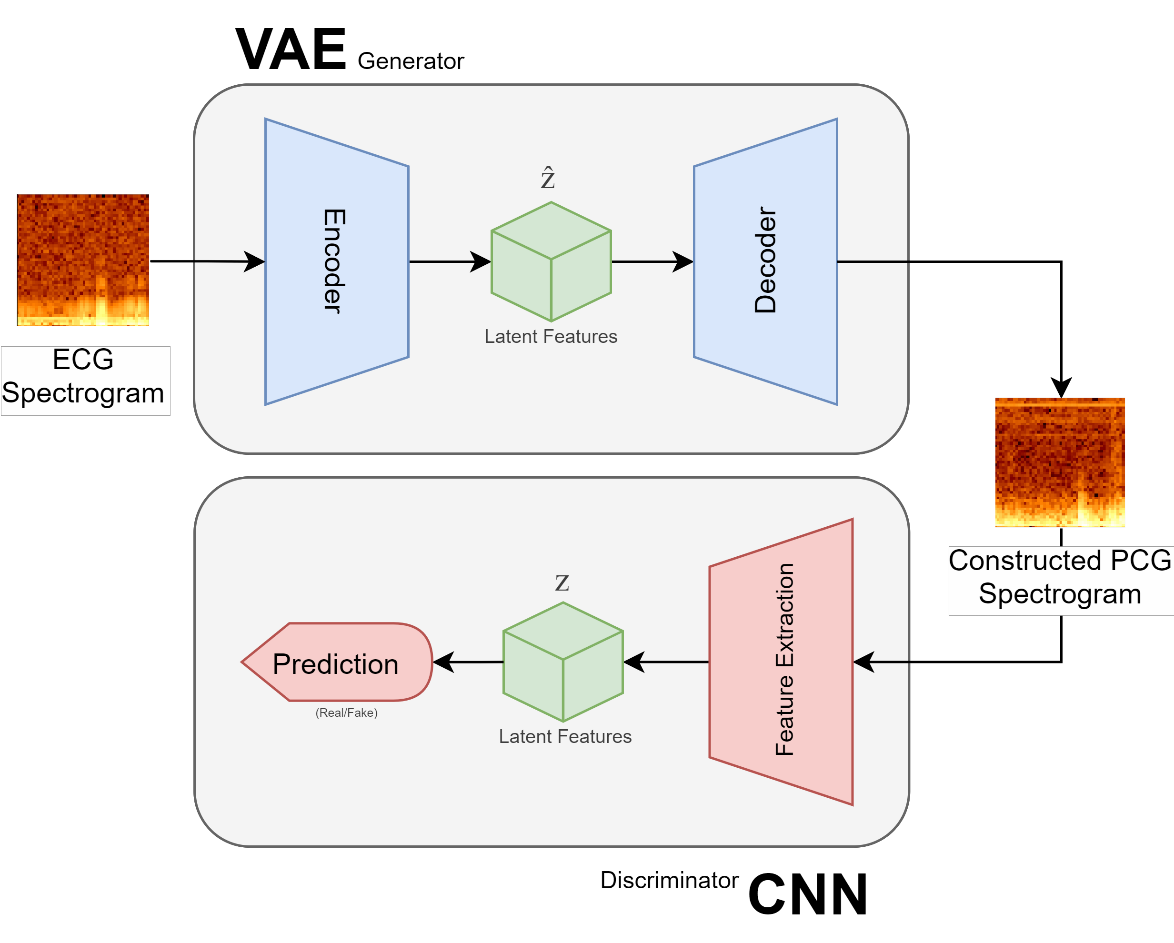 VAE Generator
Encoder
ẑ
Latent Features
Decoder
ECG
Spectrogram
Constructed PCG
Spectrogram
Feature Extraction
z
Latent Features
Prediction
(Real/Fake)
Discriminator CNN